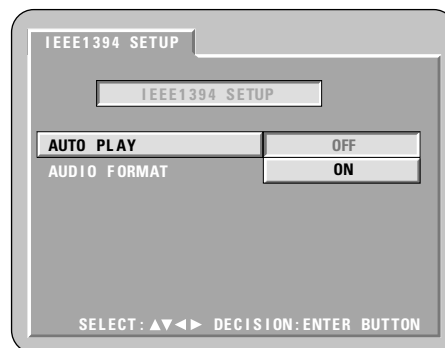 IEEE1394 SETUP
IEEE1394 SETUP
AUTO PLAY OFF
AUDIO FORMAT ON
SELECT:▲▼◄► DECISION:ENTER BUTTON